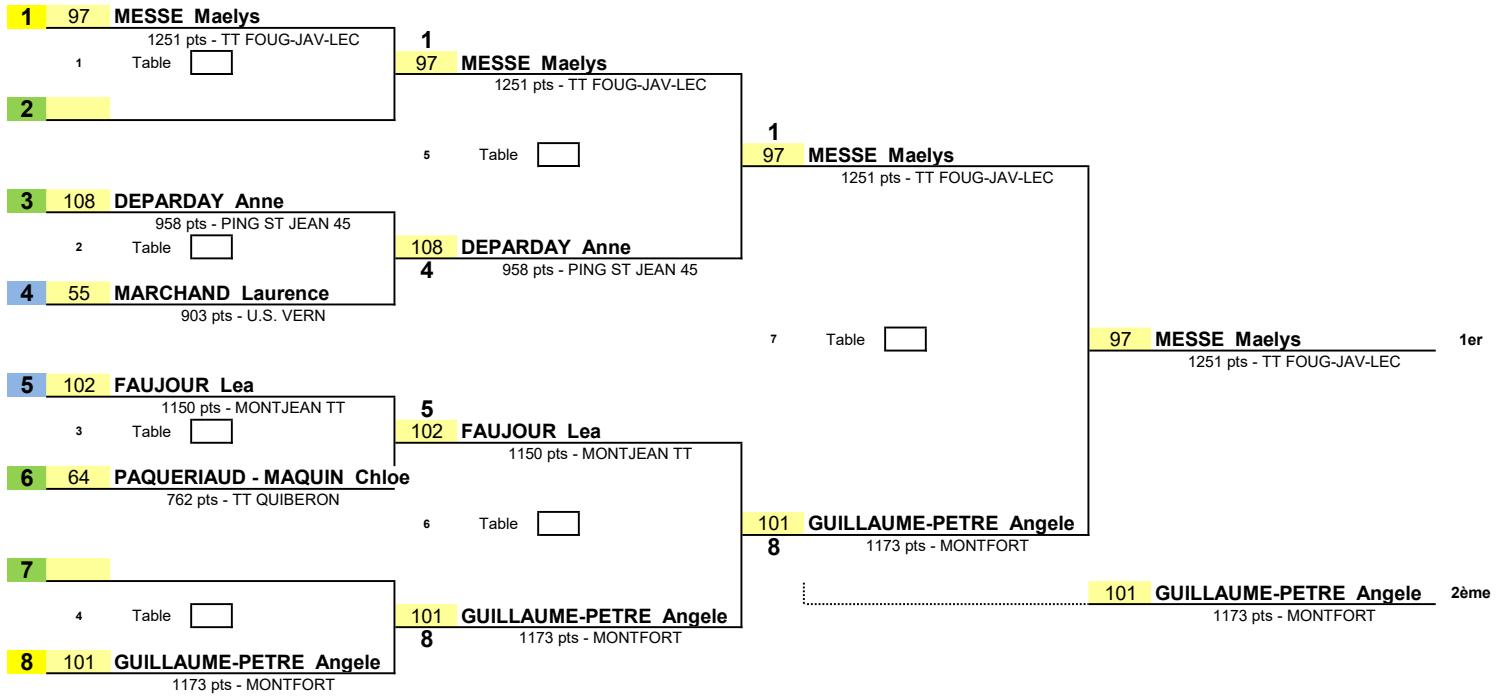 1 97 MESSE Maelys
1251 pts - TT FOUG-JAV-LEC
1 Table
2
3 108 DEPARDAY Anne
958 pts - PING ST JEAN 45
2 Table
4 55 MARCHAND Laurence
903 pts - U.S. VERN
5 102 FAUJOUR Lea
1150 pts - MONTJEAN TT
3 Table
6 64 PAQUERIAUD - MAQUIN Chloe
762 pts - TT QUIBERON
7
4 Table
8 101 GUILLAUME-PETRE Angele
1173 pts - MONTFORT
1
97 MESSE Maelys
1251 pts - TT FOUG-JAV-LEC
5 Table
108 DEPARDAY Anne
4 958 pts - PING ST JEAN 45
5
102 FAUJOUR Lea
1150 pts - MONTJEAN TT
6 Table
101 GUILLAUME-PETRE Angele
8 1173 pts - MONTFORT
1
97 MESSE Maelys
1251 pts - TT FOUG-JAV-LEC
7 Table
101 GUILLAUME-PETRE Angele
8 1173 pts - MONTFORT
97 MESSE Maelys 1er
1251 pts - TT FOUG-JAV-LEC
101 GUILLAUME-PETRE Angele 2ème
1173 pts - MONTFORT